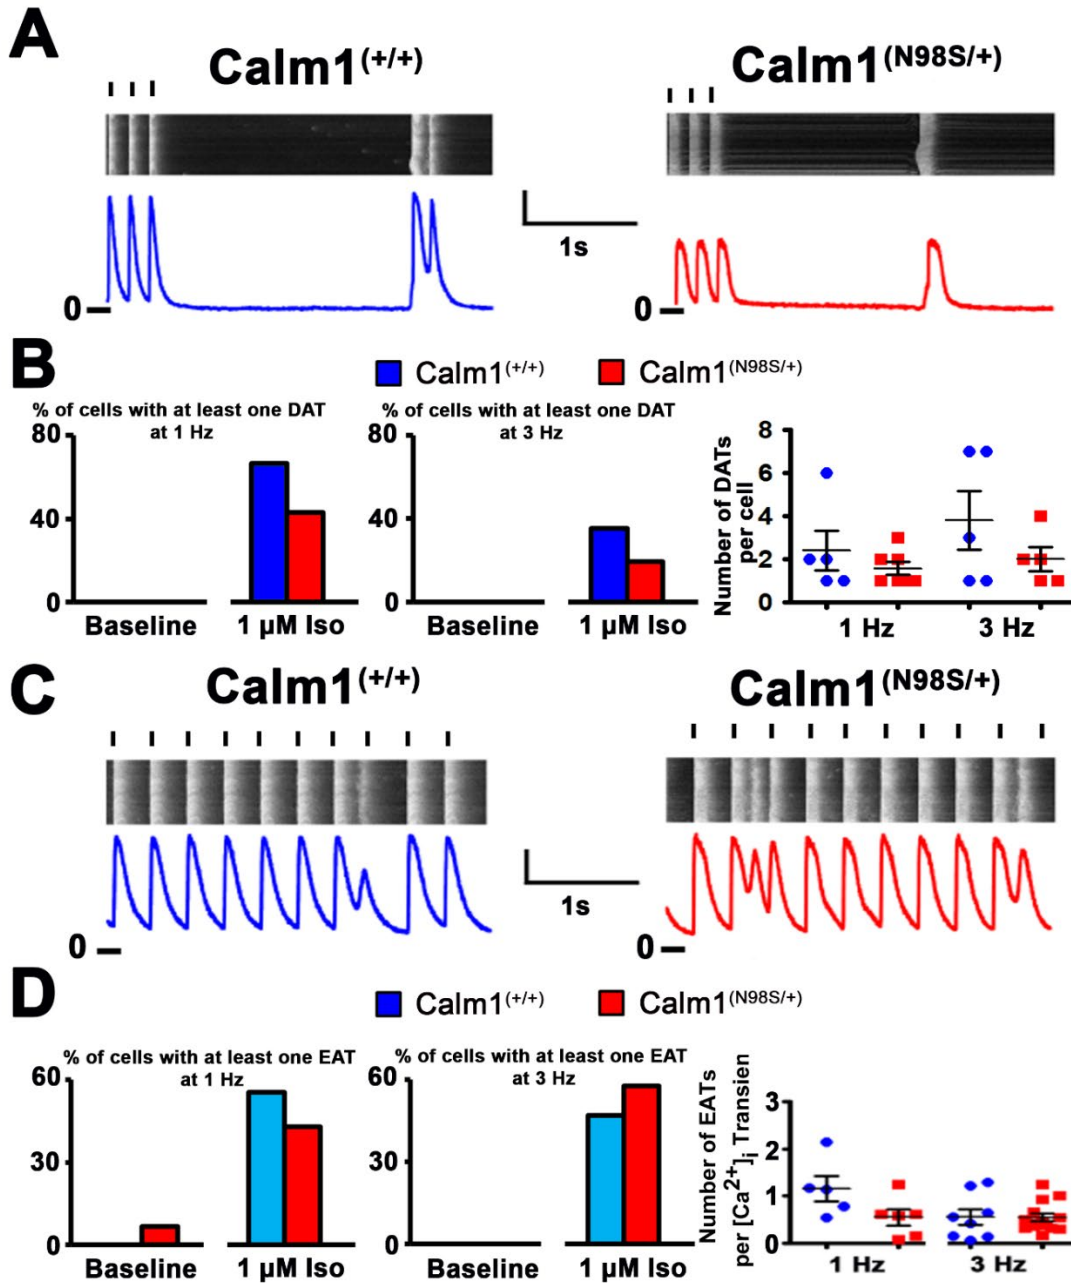 A
Calm1(+/+)
Calm1(N98S/+)
1s
0
0
B
Calm1(+/+)
Calm1(N98S/+)
% of cells with at least one DAT
at 1 Hz
80
40
0
Baseline
1 µM Iso
% of cells with at least one DAT
at 3 Hz
80
40
0
Baseline
1 µM Iso
Number of DATs
per cell
8
6
4
2
0
1 Hz
3 Hz
C
Calm1(+/+)
Calm1(N98S/+)
1s
0
0
D
Calm1(+/+)
Calm1(N98S/+)
% of cells with at least one EAT
at 1 Hz
60
30
0
Baseline
1 µM Iso
% of cells with at least one EAT
at 3 Hz
60
30
0
Baseline
1 µM Iso
Number of EATs
per [Ca2+]i Transien
3
2
1
0
1 Hz
3 Hz